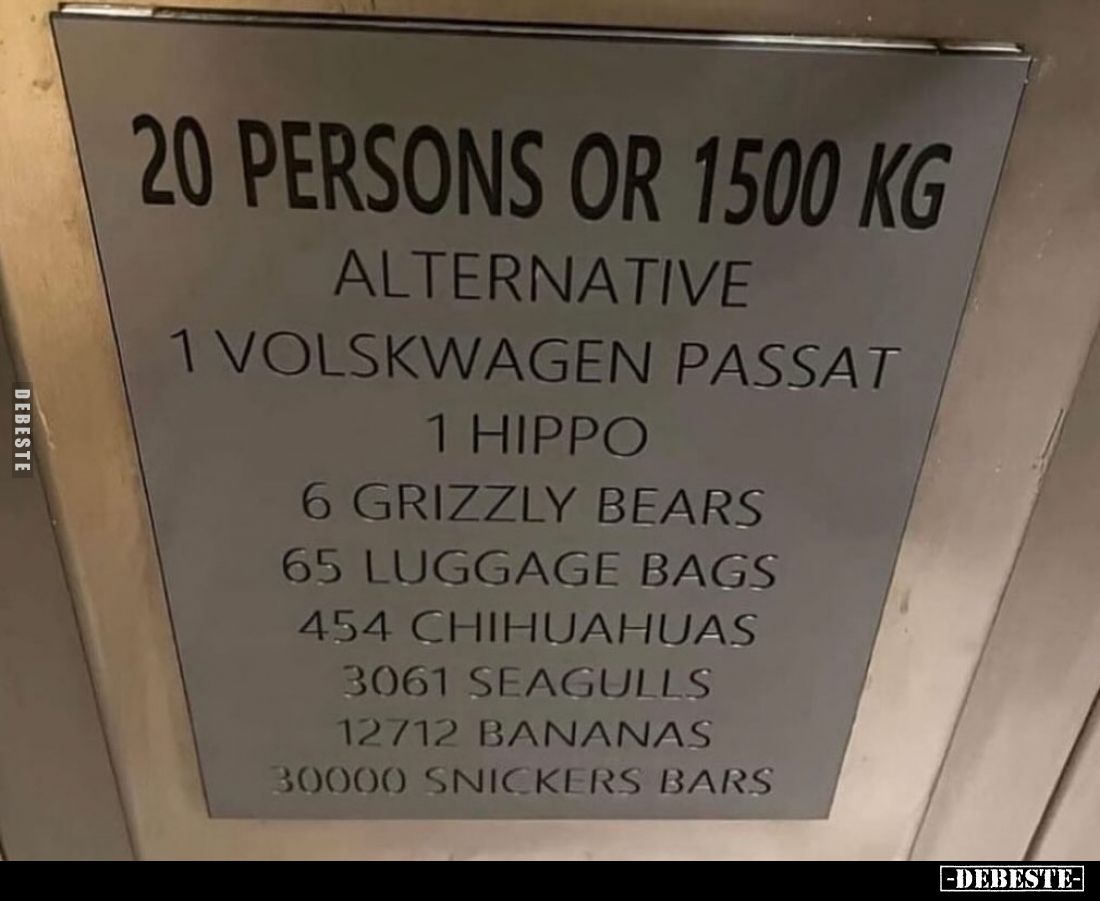 20 PERSONS OR 1500 KG
ALTERNATIVE
1 VOLSKWAGEN PASSAT
1 HIPPO
6 GRIZZLY BEARS
65 LUGGAGE BAGS
454 CHIHUAHUAS
3061 SEAGULLS
12712 BANANAS
30000 SNICKERS BARS
DEBESTE
-DEBESTE-